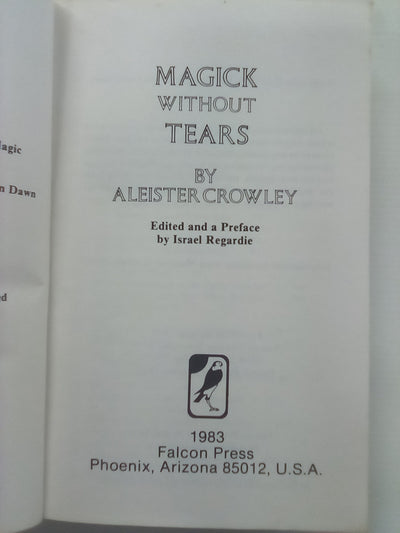 MAGICK
WITHOUT
TEARS
BY
ALEISTER CROWLEY
Edited and a Preface
by Israel Regardie
1983
Falcon Press
Phoenix, Arizona 85012, U.S.A.
Dawn